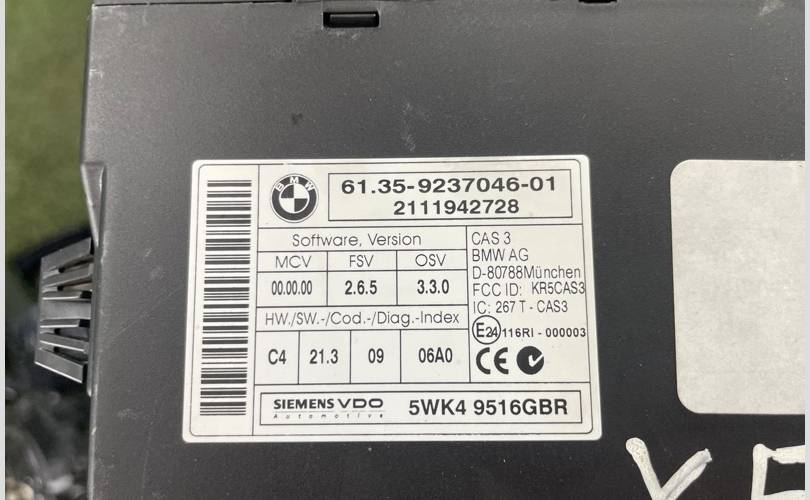 BMW
61.35-9237046-01
2111942728
Software, Version
MCV FSV OSV
00.00.00 2.6.5 3.3.0
HW./SW.-/Cod.-/Diag.-Index
C4 21.3 09 06A0
CAS 3
BMW AG
D-80788München
FCC ID: KR5CAS3
IC: 267 T - CAS3
E24 116RI - 000003
CE
SIEMENS VDO
Automotive
5WK4 9516GBR